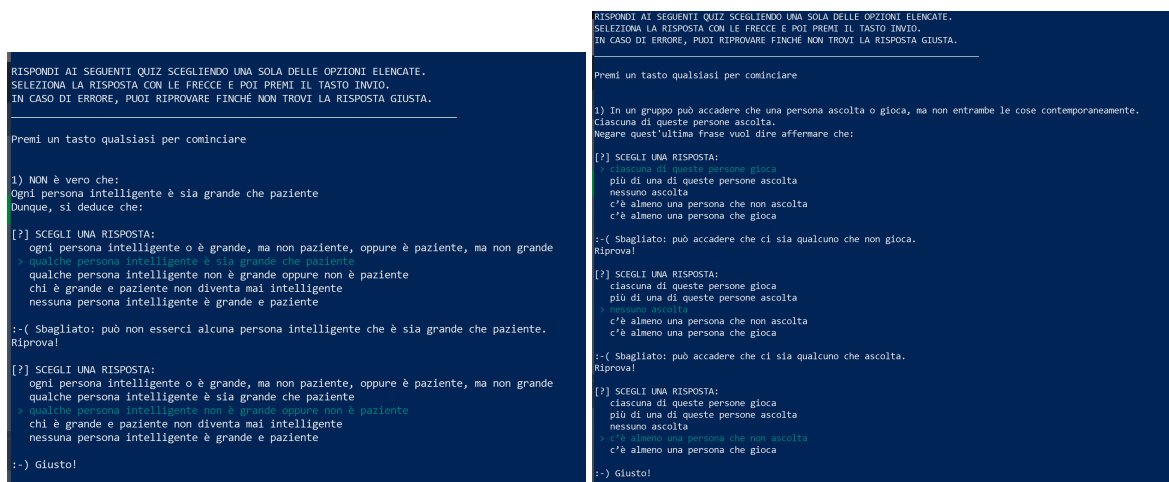 RISPONDI AI SEGUENTI QUIZ SCEGLIENDO UNA SOLA DELLE OPZIONI ELENCATE.
SELEZIONA LA RISPOSTA CON LE FRECCE E POI PREMI IL TASTO INVIO.
IN CASO DI ERRORE, PUOI RIPROVARE FINCHÉ NON TROVI LA RISPOSTA GIUSTA.
Premi un tasto qualsiasi per cominciare
1) NON è vero che:
Ogni persona intelligente è sia grande che paziente
Dunque, si deduce che:
[?] SCEGLI UNA RISPOSTA:
ogni persona intelligente o è grande, ma non paziente, oppure è paziente, ma non grande
> qualche persona intelligente è sia grande che paziente
qualche persona intelligente non è grande oppure non è paziente
chi è grande e paziente non diventa mai intelligente
nessuna persona intelligente è grande e paziente
:-( Sbagliato: può non esserci alcuna persona intelligente che è sia grande che paziente.
Riprova!
[?] SCEGLI UNA RISPOSTA:
ogni persona intelligente o è grande, ma non paziente, oppure è paziente, ma non grande
qualche persona intelligente è sia grande che paziente
> qualche persona intelligente non è grande oppure non è paziente
chi è grande e paziente non diventa mai intelligente
nessuna persona intelligente è grande e paziente
:-) Giusto!
RISPONDI AI SEGUENTI QUIZ SCEGLIENDO UNA SOLA DELLE OPZIONI ELENCATE.
SELEZIONA LA RISPOSTA CON LE FRECCE E POI PREMI IL TASTO INVIO.
IN CASO DI ERRORE, PUOI RIPROVARE FINCHÉ NON TROVI LA RISPOSTA GIUSTA.
Premi un tasto qualsiasi per cominciare
1) In un gruppo può accadere che una persona ascolta o gioca, ma non entrambe le cose contemporaneamente.
Ciascuna di queste persone ascolta.
Negare quest'ultima frase vuol dire affermare che:
[?] SCEGLI UNA RISPOSTA:
> ciascuna di queste persone gioca
più di una di queste persone ascolta
nessuno ascolta
c'è almeno una persona che non ascolta
c'è almeno una persona che gioca
:-( Sbagliato: può accadere che ci sia qualcuno che non gioca.
Riprova!
[?] SCEGLI UNA RISPOSTA:
ciascuna di queste persone gioca
più di una di queste persone ascolta
> nessuno ascolta
c'è almeno una persona che non ascolta
c'è almeno una persona che gioca
:-( Sbagliato: può accadere che ci sia qualcuno che ascolta.
Riprova!
[?] SCEGLI UNA RISPOSTA:
ciascuna di queste persone gioca
più di una di queste persone ascolta
nessuno ascolta
> c'è almeno una persona che non ascolta
c'è almeno una persona che gioca
:-) Giusto!